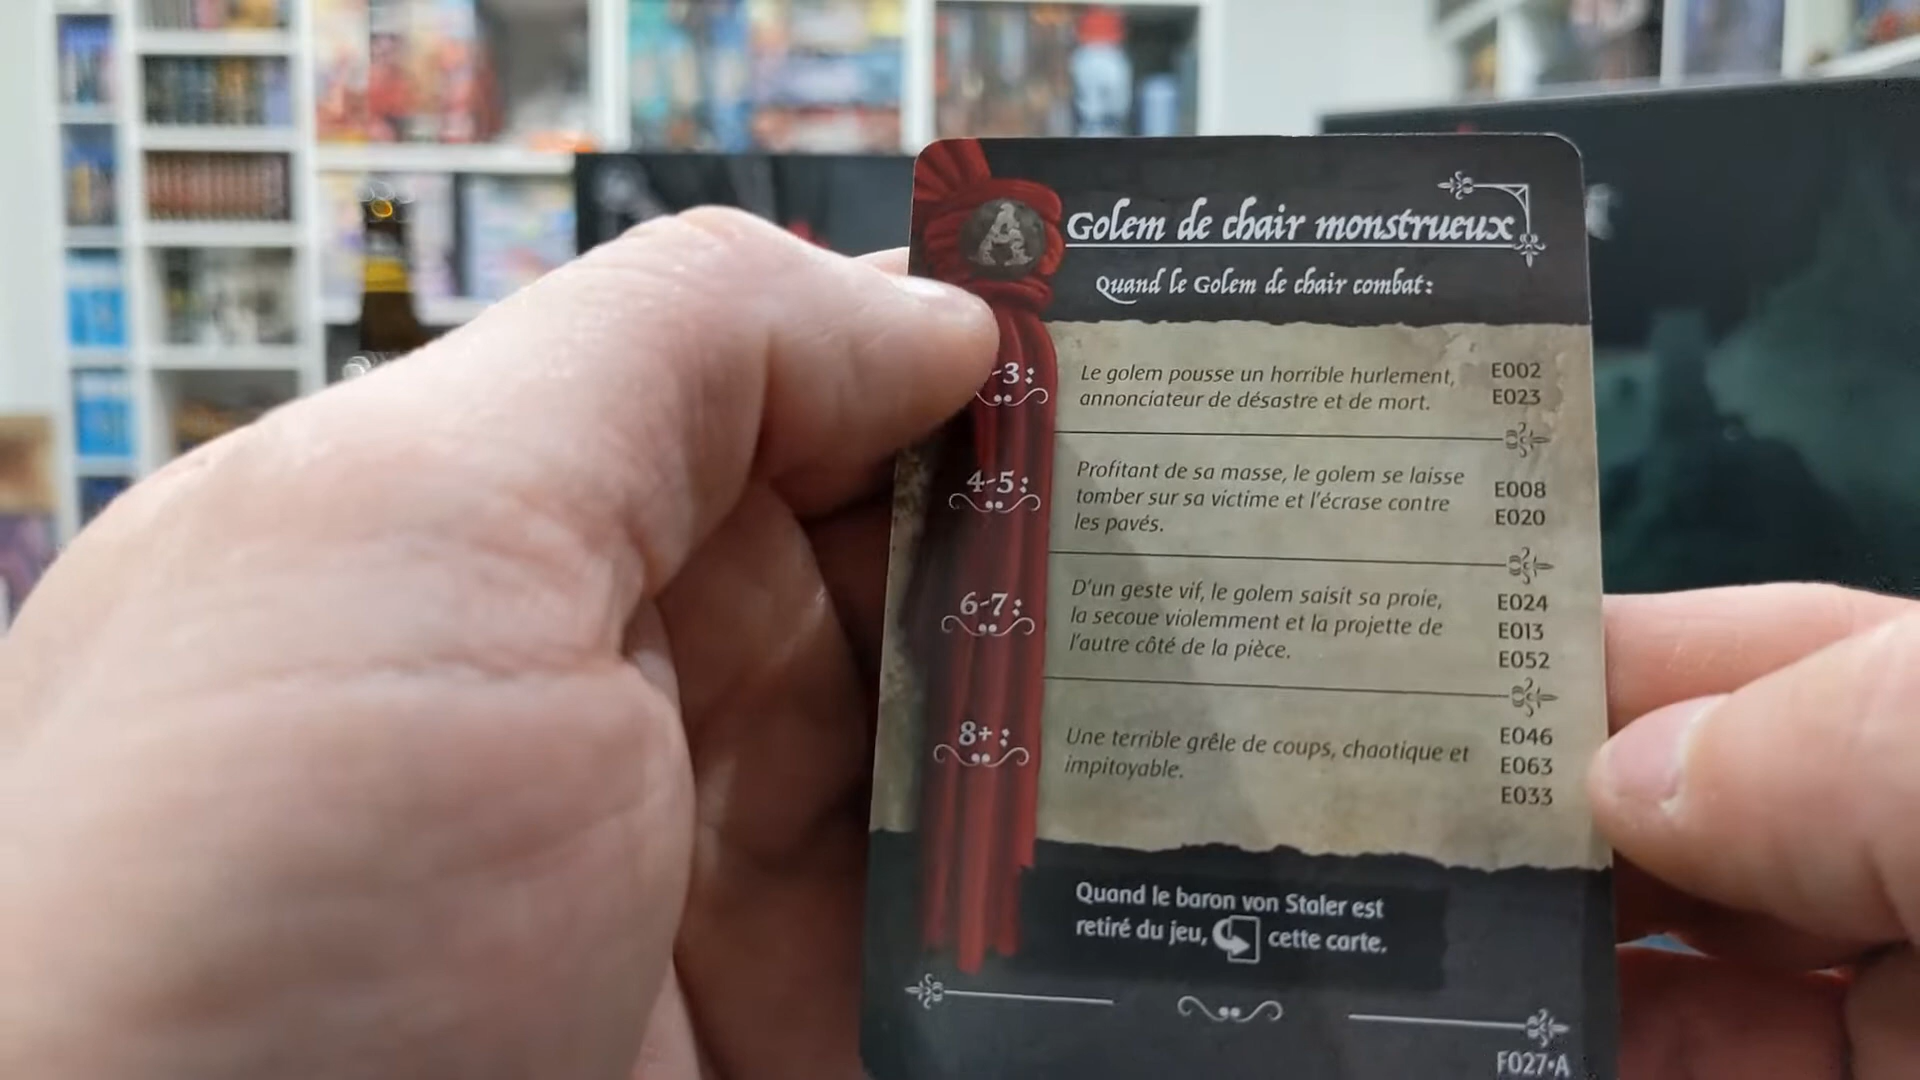 A
Golem de chair monstrueux
Quand le Golem de chair combat:
-3:
Le golem pousse un horrible hurlement,
annonciateur de désastre et de mort.
E002
E023
4-5:
Profitant de sa masse, le golem se laisse
tomber sur sa victime et l'écrase contre
les pavés.
E008
E020
6-7:
D'un geste vif, le golem saisit sa proie,
la secoue violemment et la projette de
l'autre côté de la pièce.
E024
E013
E052
8+:
Une terrible grêle de coups, chaotique et
impitoyable.
E046
E063
E033
Quand le baron von Staler est
retiré du jeu, cette carte.
F027•A